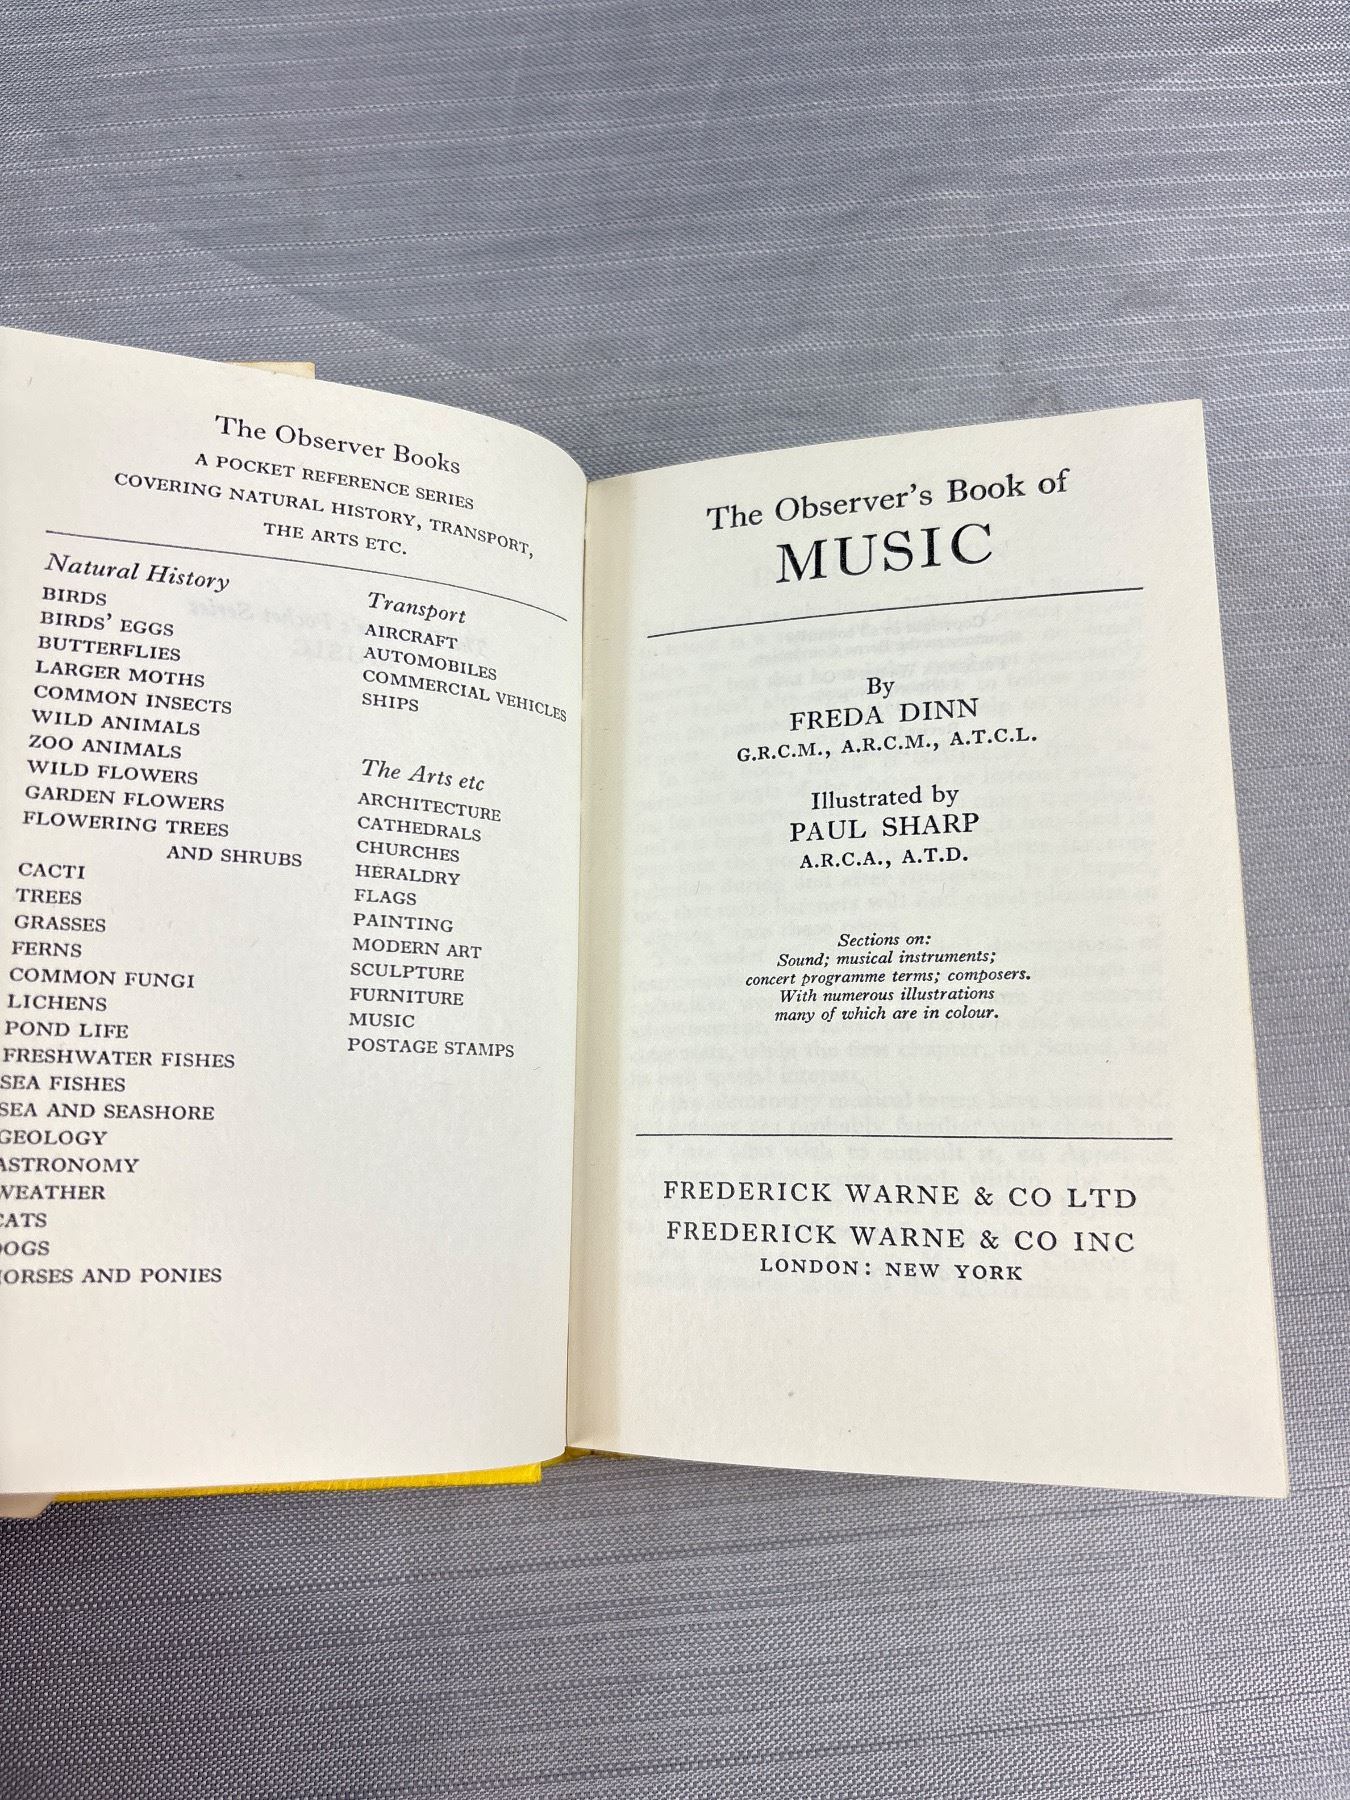 The Observer Books
A POCKET REFERENCE SERIES
COVERING NATURAL HISTORY, TRANSPORT,
THE ARTS ETC.
Natural History
BIRDS
BIRDS' EGGS
BUTTERFLIES
LARGER MOTHS
COMMON INSECTS
WILD ANIMALS
ZOO ANIMALS
WILD FLOWERS
GARDEN FLOWERS
FLOWERING TREES
AND SHRUBS
CACTI
TREES
GRASSES
FERNS
COMMON FUNGI
LICHENS
POND LIFE
FRESHWATER FISHES
SEA FISHES
SEA AND SEASHORE
GEOLOGY
ASTRONOMY
WEATHER
CATS
DOGS
HORSES AND PONIES
Transport
AIRCRAFT
AUTOMOBILES
COMMERCIAL VEHICLES
SHIPS
The Arts etc
ARCHITECTURE
CATHEDRALS
CHURCHES
HERALDRY
FLAGS
PAINTING
MODERN ART
SCULPTURE
FURNITURE
MUSIC
POSTAGE STAMPS
The Observer's Book of
MUSIC
By
FREDA DINN
G.R.C.M., A.R.C.M., A.T.C.L.
Illustrated by
PAUL SHARP
A.R.C.A., A.T.D.
Sections on:
Sound; musical instruments;
concert programme terms; composers.
With numerous illustrations
many of which are in colour.
FREDERICK WARNE & CO LTD
FREDERICK WARNE & CO INC
LONDON: NEW YORK